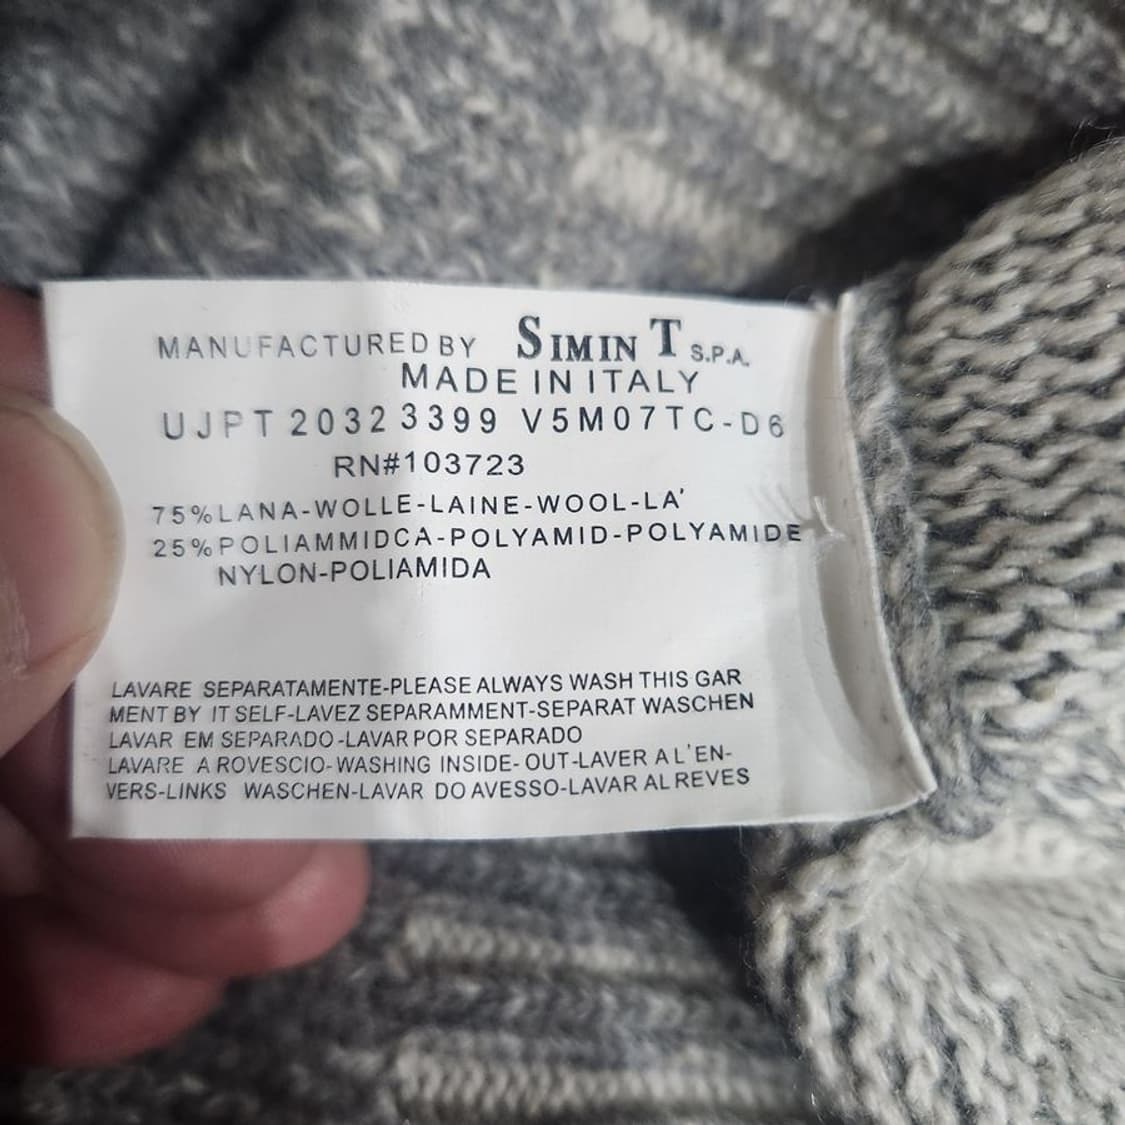 MANUFACTURED BY SIMIN T S.P.A.
MADE IN ITALY
UJPT 2032 3399 V5M07TC-D6
RN#103723
75%LANA-WOLLE-LAINE-WOOL-LA'
25%POLIAMMIDCA-POLYAMID-POLYAMIDE
NYLON-POLIAMIDA
LAVARE SEPARATAMENTE-PLEASE ALWAYS WASH THIS GAR
MENT BY IT SELF-LAVEZ SEPARAMMENT-SEPARAT WASCHEN
LAVAR EM SEPARADO-LAVAR POR SEPARADO
LAVARE A ROVESCIO-WASHING INSIDE-OUT-LAVER A L'EN-
VERS-LINKS WASCHEN-LAVAR DO AVESSO-LAVAR AL REVES